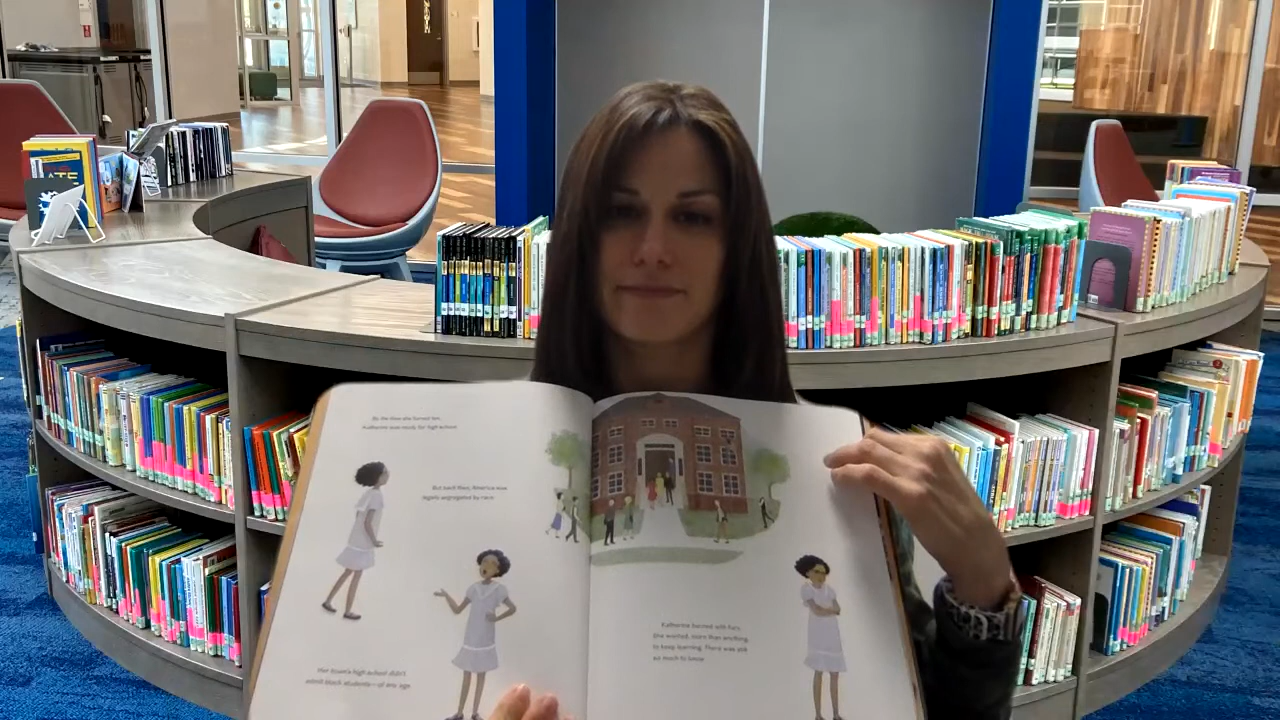 By the time she turned ten,
Katherine was ready for high school.
But back then, America was
legally segregated by race.
Her town's high school didn't
admit black students—of any age.
Katherine burned with fury.
She wanted, more than anything,
to keep learning. There was still
so much to know.